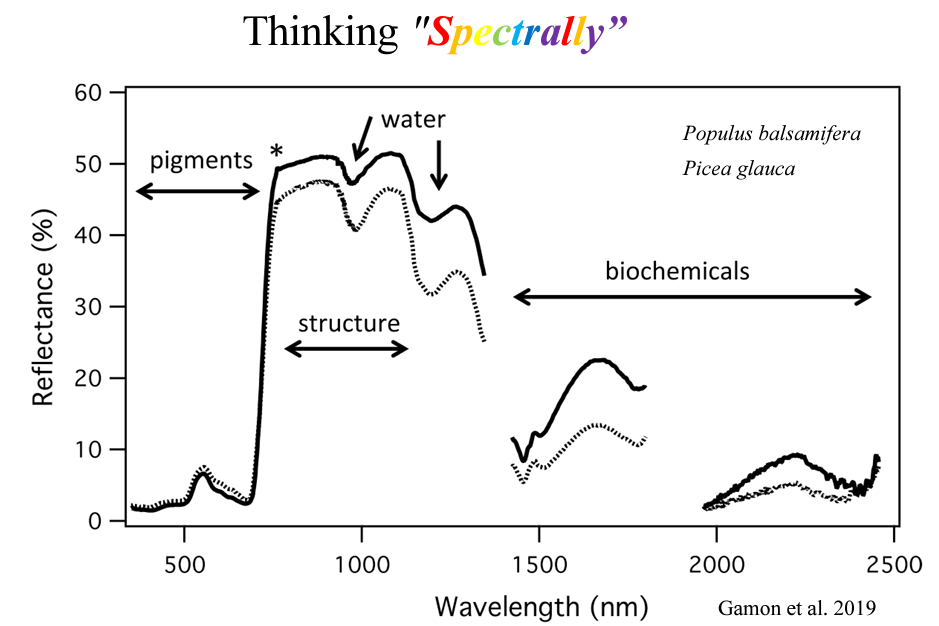 Thinking "Spectrally”
60
50
40
30
20
10
0
Reflectance (%)
pigments
*
water
structure
biochemicals
Populus balsamifera
Picea glauca
500 1000 1500 2000 2500
Wavelength (nm)
Gamon et al. 2019